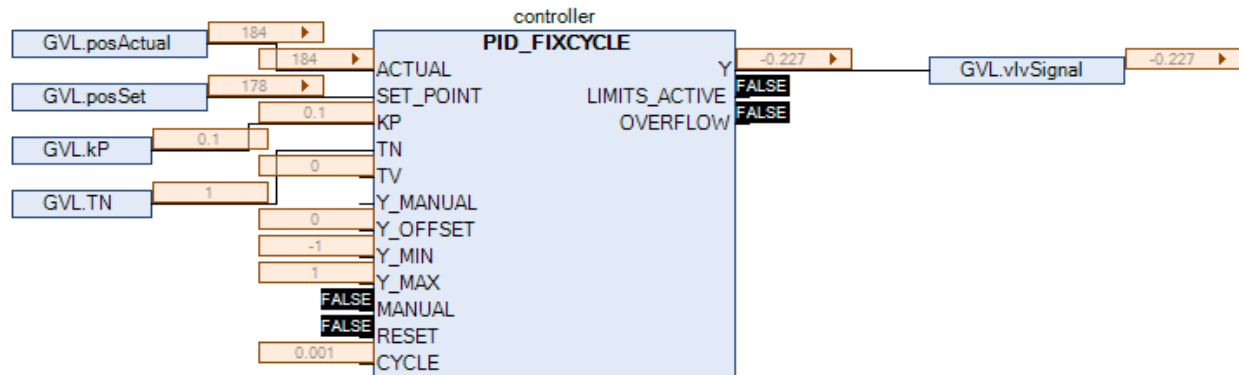 controller
184
GVL.posActual
184
ACTUAL
PID_FIXCYCLE
Y
-0.227
GVL.vlvSignal
-0.227
GVL.posSet
178
SET_POINT
LIMITS_ACTIVE
FALSE
0.1
KP
OVERFLOW
FALSE
GVL.kP
0.1
TN
0
TV
GVL.TN
1
Y_MANUAL
0
Y_OFFSET
-1
Y_MIN
1
Y_MAX
FALSE
MANUAL
FALSE
RESET
0.001
CYCLE